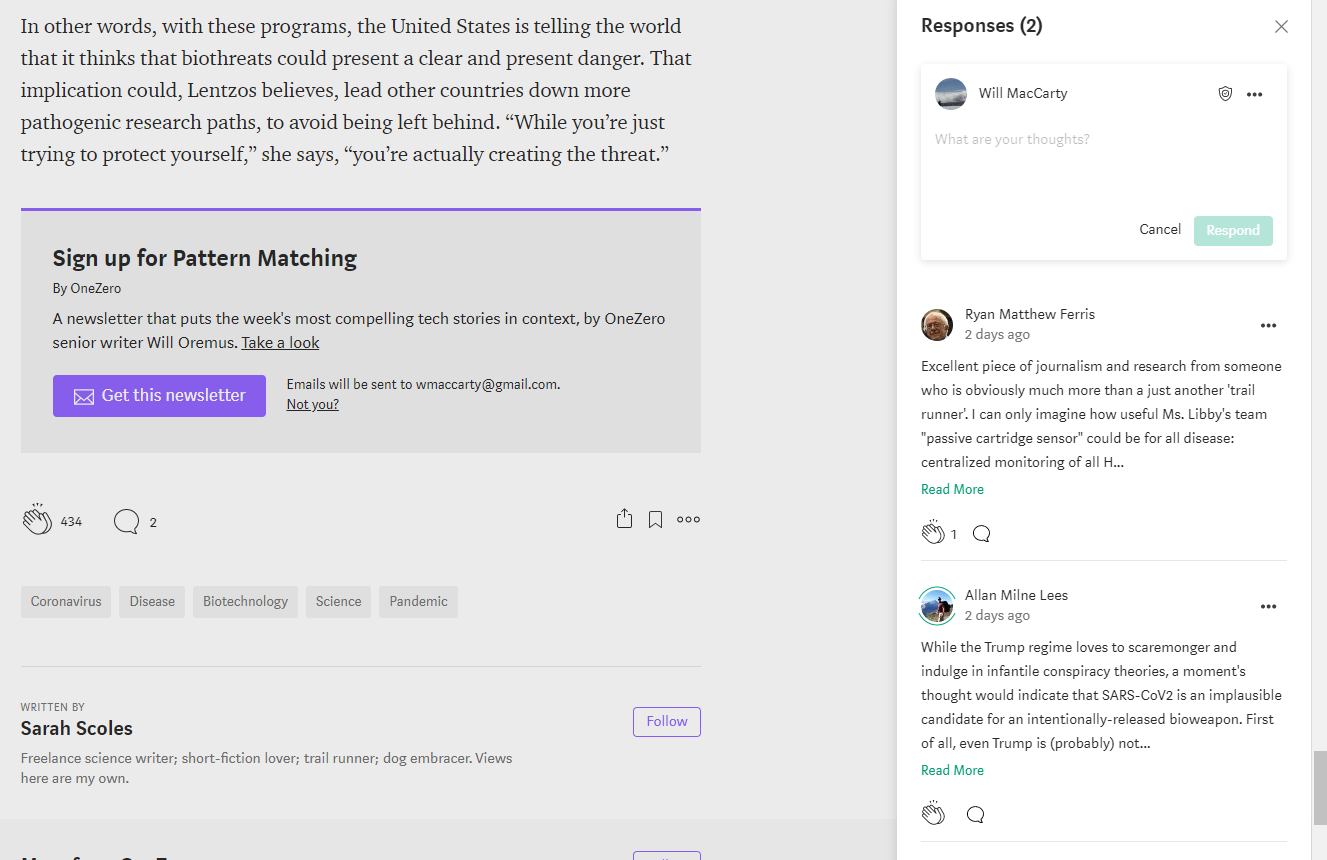 In other words, with these programs, the United States is telling the world
that it thinks that biothreats could present a clear and present danger. That
implication could, Lentzos believes, lead other countries down more
pathogenic research paths, to avoid being left behind. “While you’re just
trying to protect yourself,” she says, “you’re actually creating the threat.”
Sign up for Pattern Matching
By OneZero
A newsletter that puts the week's most compelling tech stories in context, by OneZero
senior writer Will Oremus. Take a look
Get this newsletter
Emails will be sent to wmaccarty@gmail.com.
Not you?
434
2
Coronavirus
Disease
Biotechnology
Science
Pandemic
WRITTEN BY
Sarah Scoles
Follow
Freelance science writer; short-fiction lover; trail runner; dog embracer. Views
here are my own.
Responses (2)
Will MacCarty
What are your thoughts?
Cancel
Respond
Ryan Matthew Ferris
2 days ago
Excellent piece of journalism and research from someone
who is obviously much more than a just another 'trail
runner'. I can only imagine how useful Ms. Libby's team
"passive cartridge sensor" could be for all disease:
centralized monitoring of all H...
Read More
1
Allan Milne Lees
2 days ago
While the Trump regime loves to scaremonger and
indulge in infantile conspiracy theories, a moment's
thought would indicate that SARS-CoV2 is an implausible
candidate for an intentionally-released bioweapon. First
of all, even Trump is (probably) not...
Read More